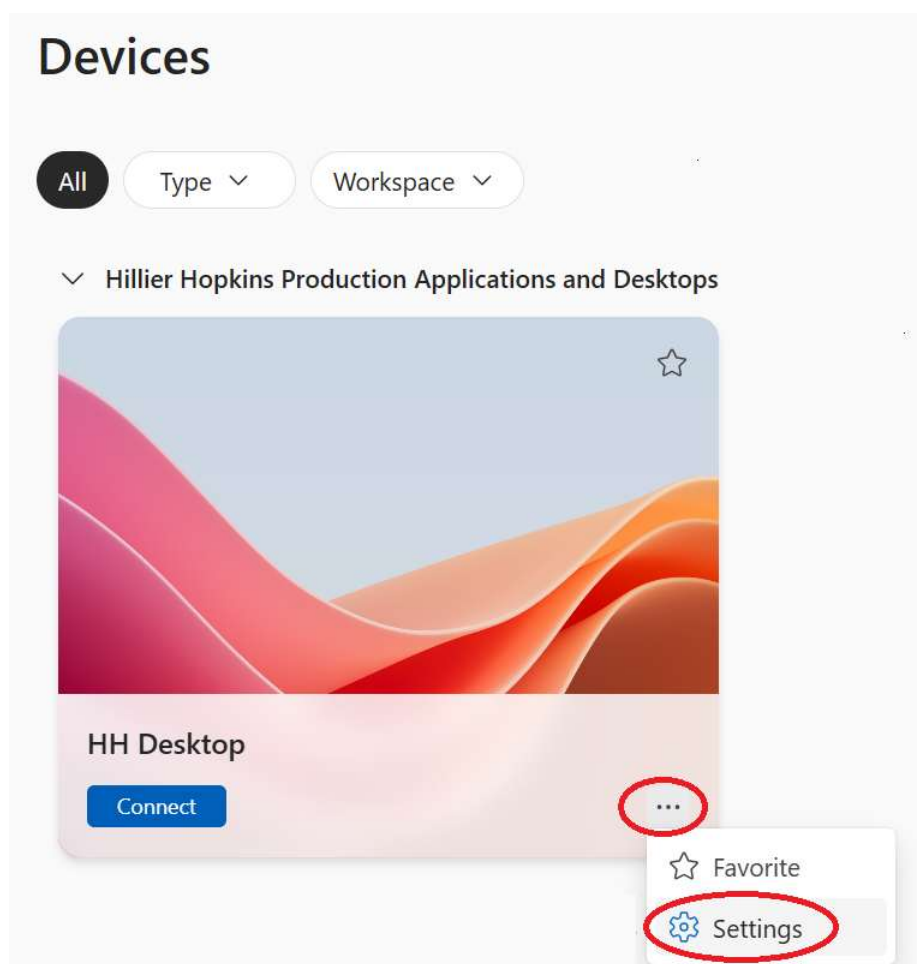 Devices
All Type Workspace
Hillier Hopkins Production Applications and Desktops
HH Desktop
Connect
Favorite
Settings